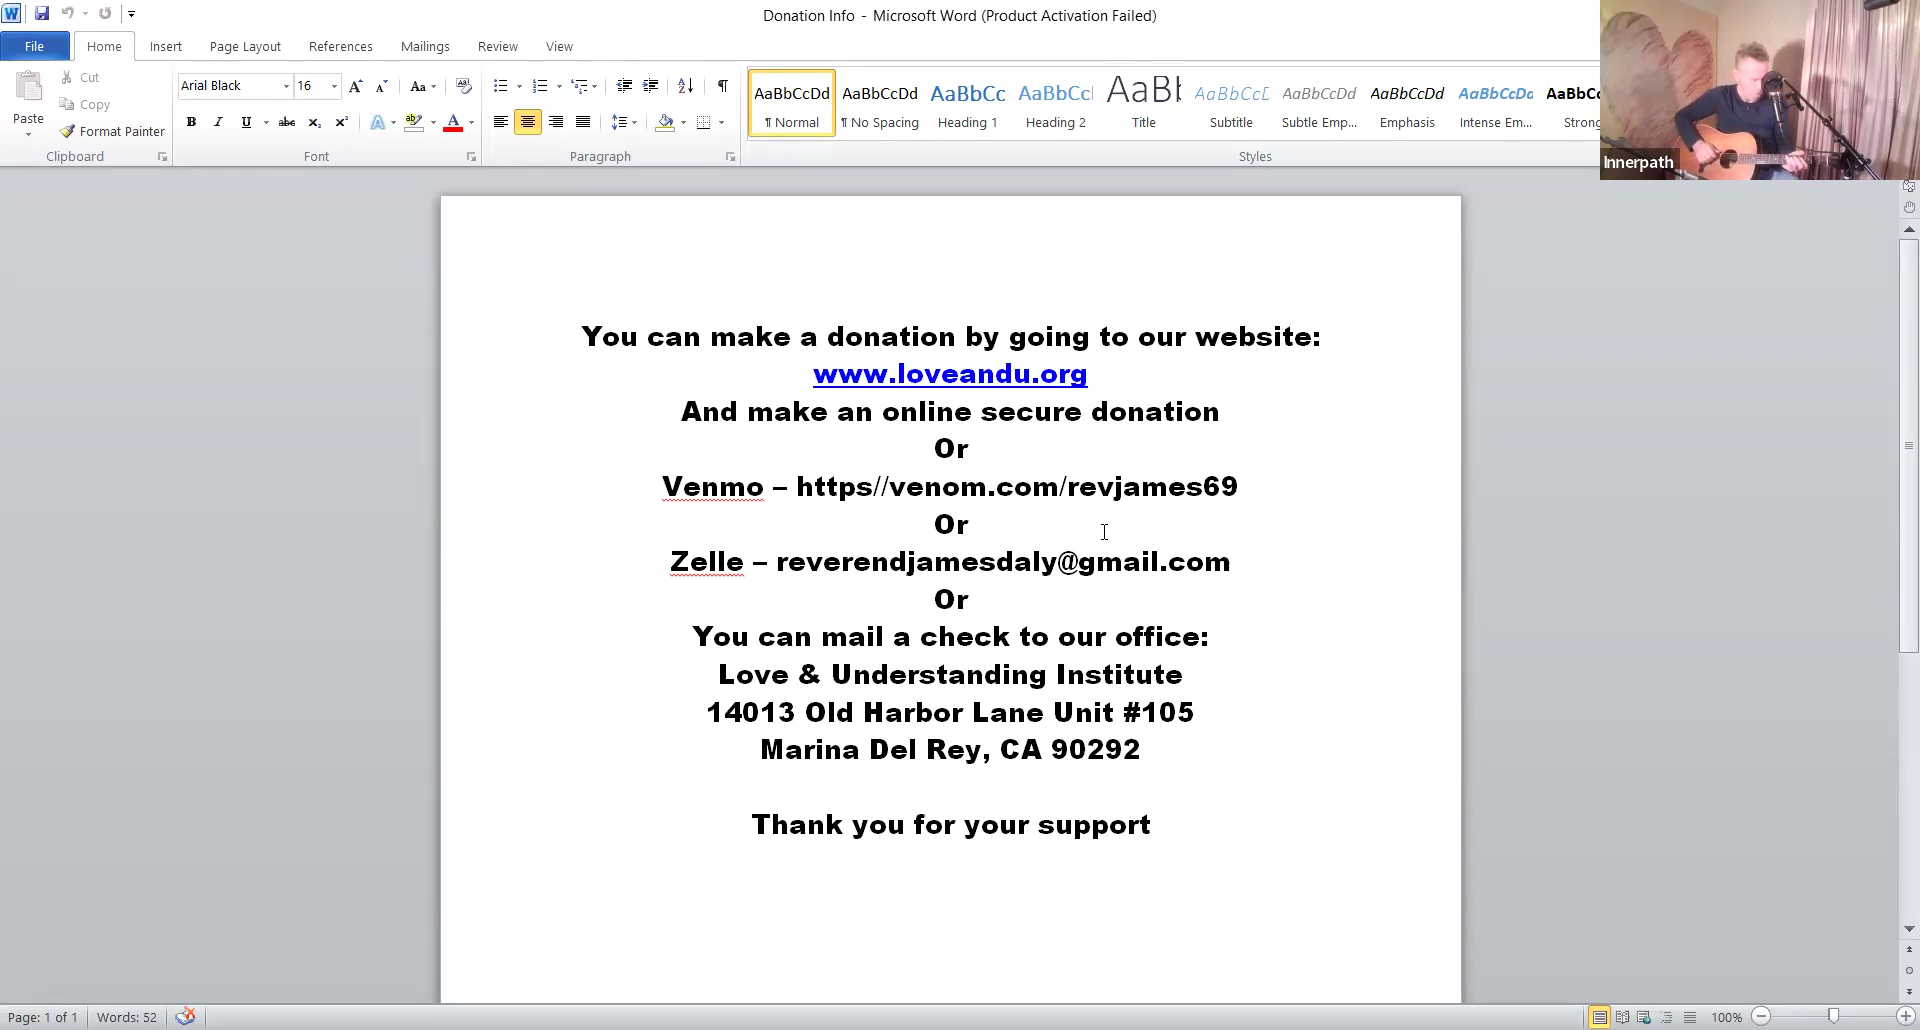 Donation Info - Microsoft Word (Product Activation Failed)
File Home Insert Page Layout References Mailings Review View
Cut
Copy
Paste
Format Painter
Clipboard
Arial Black 16
Font
Paragraph
AaBbCcDd AaBbCcDd AaBbCc AaBbCc AaBb AaBbCcD AaBbCcDd AaBbCcDd AaBbCcDd AaBbCc
¶ Normal ¶ No Spacing Heading 1 Heading 2 Title Subtitle Subtle Emp... Emphasis Intense Em... Strong
Styles
Innerpath
You can make a donation by going to our website:
www.loveandu.org
And make an online secure donation
Or
Venmo – https//venom.com/revjames69
Or
Zelle – reverendjamesdaly@gmail.com
Or
You can mail a check to our office:
Love & Understanding Institute
14013 Old Harbor Lane Unit #105
Marina Del Rey, CA 90292
Thank you for your support
Page: 1 of 1 Words: 52 100%